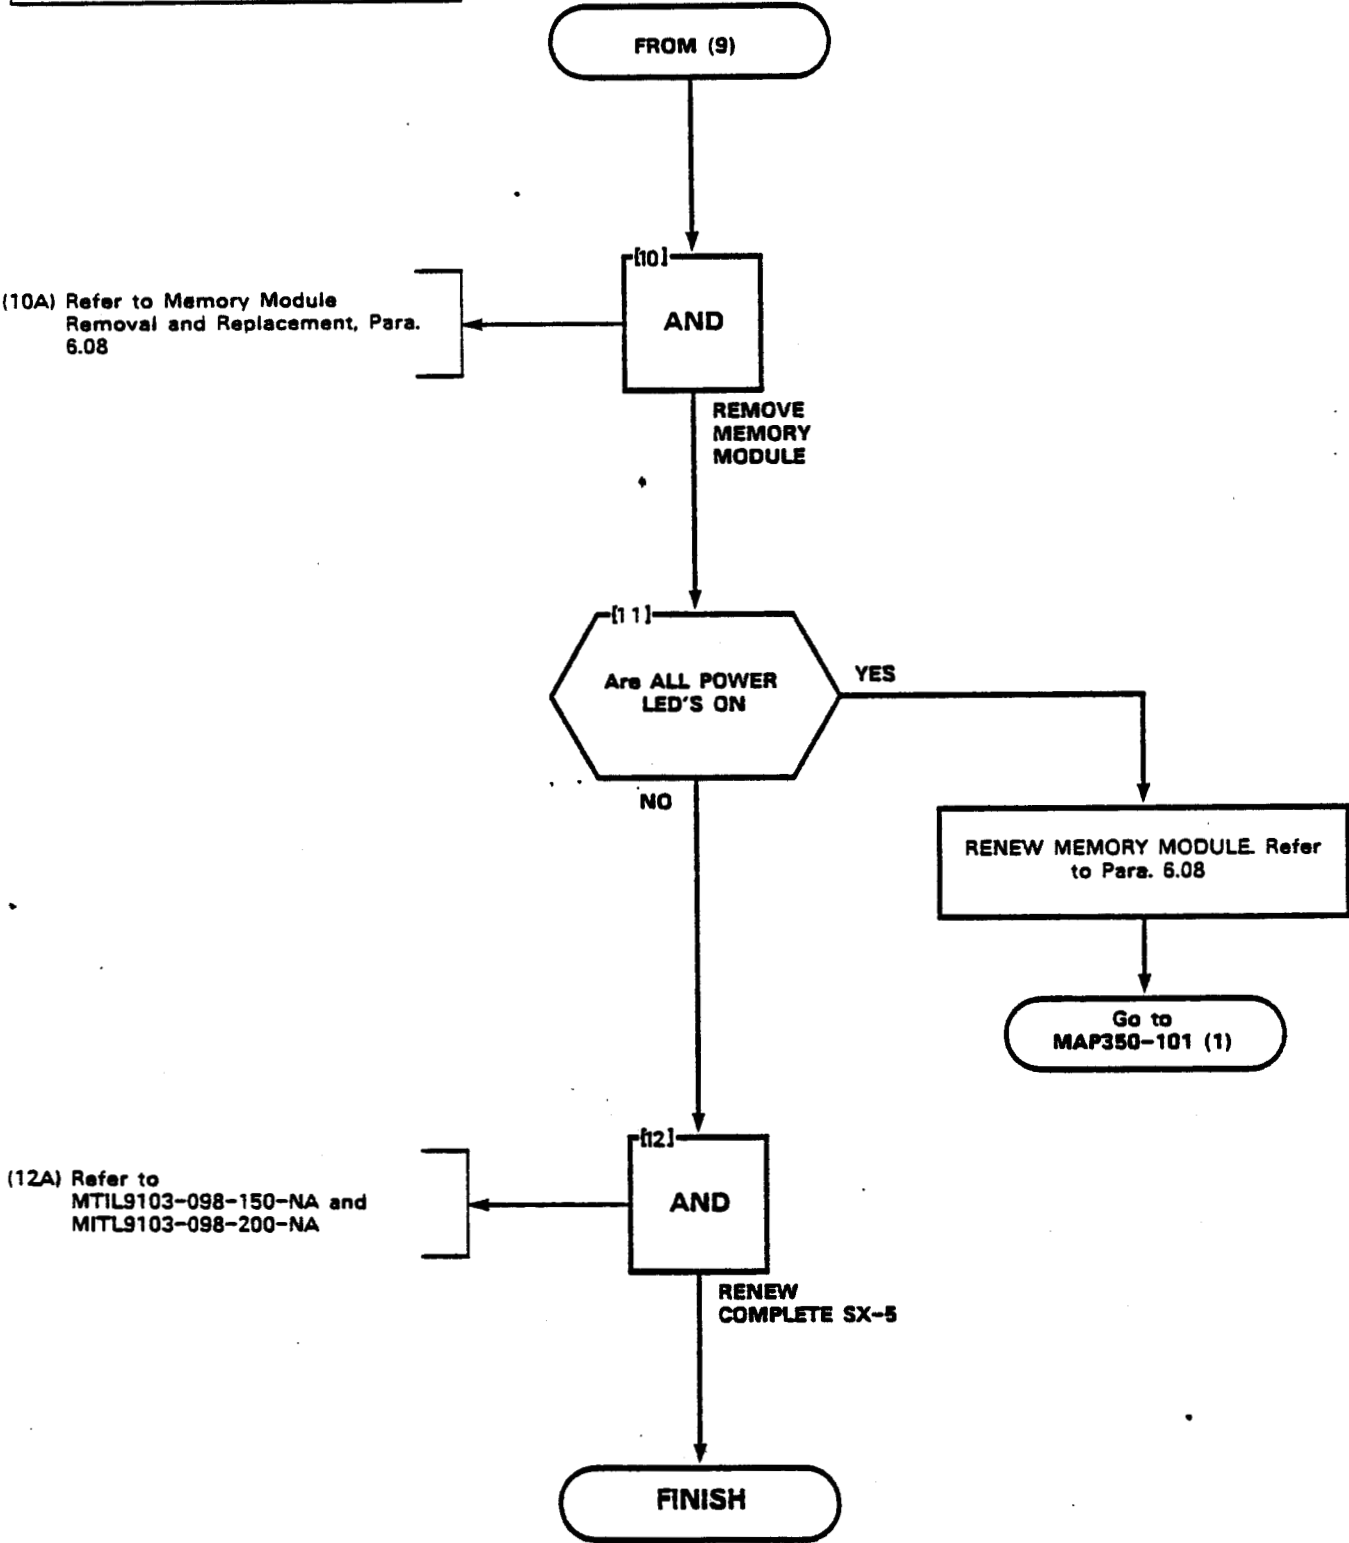 FROM (9)
[10]
(10A) Refer to Memory Module
Removal and Replacement, Para.
6.08
AND
REMOVE
MEMORY
MODULE
[11]
Are ALL POWER
LED'S ON
YES
NO
RENEW MEMORY MODULE. Refer
to Para. 6.08
Go to
MAP350-101 (1)
[12]
(12A) Refer to
MTIL9103-098-150-NA and
MITL9103-098-200-NA
AND
RENEW
COMPLETE SX-5
FINISH